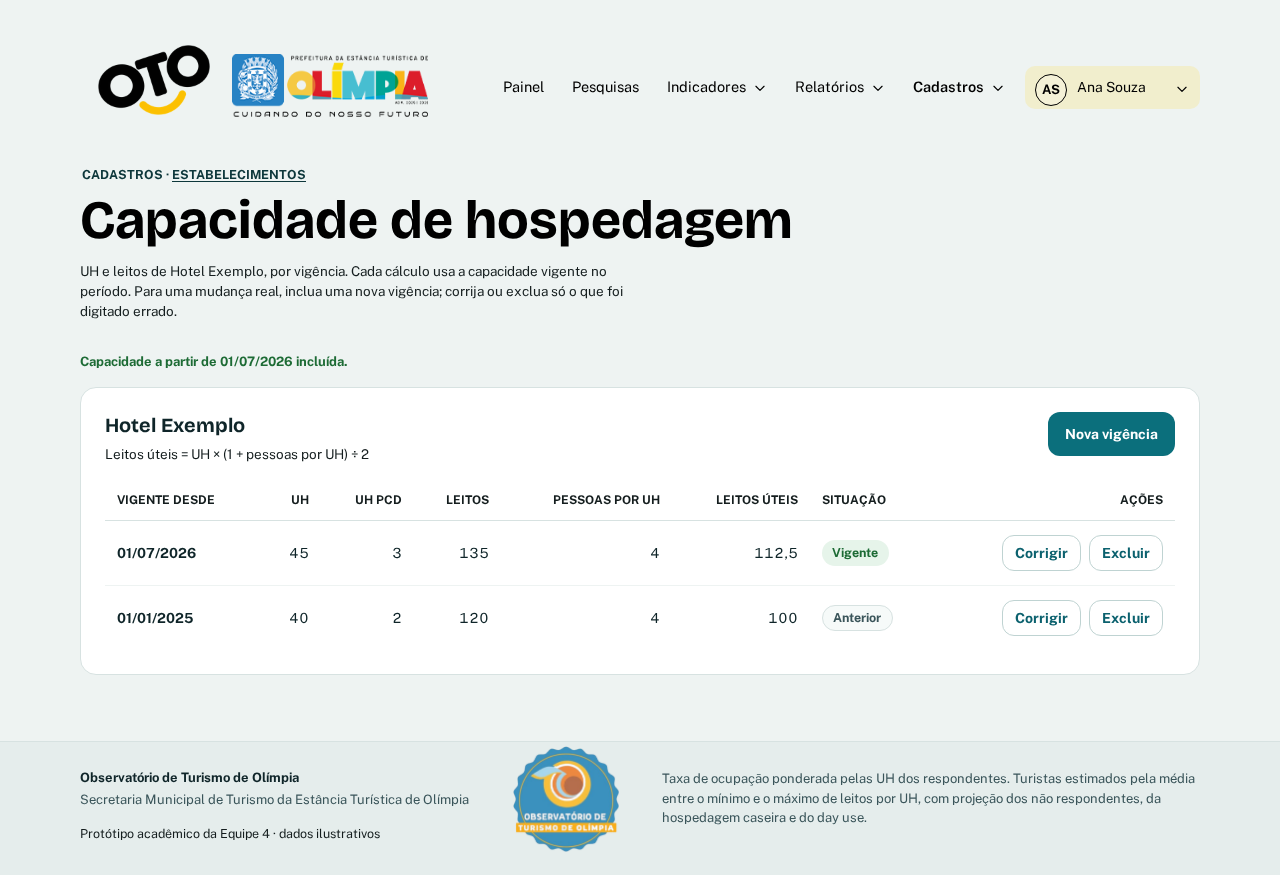 OTO
PREFEITURA DA ESTÂNCIA TURÍSTICA DE
OLÍMPIA
CUIDANDO DO NOSSO FUTURO
Painel Pesquisas Indicadores Relatórios Cadastros AS Ana Souza
CADASTROS · ESTABELECIMENTOS
Capacidade de hospedagem
UH e leitos de Hotel Exemplo, por vigência. Cada cálculo usa a capacidade vigente no
período. Para uma mudança real, inclua uma nova vigência; corrija ou exclua só o que foi
digitado errado.
Capacidade a partir de 01/07/2026 incluída.
Hotel Exemplo
Nova vigência
Leitos úteis = UH × (1 + pessoas por UH) ÷ 2
VIGENTE DESDE UH UH PCD LEITOS PESSOAS POR UH LEITOS ÚTEIS SITUAÇÃO AÇÕES
01/07/2026 45 3 135 4 112,5 Vigente Corrigir Excluir
01/01/2025 40 2 120 4 100 Anterior Corrigir Excluir
Observatório de Turismo de Olímpia
Secretaria Municipal de Turismo da Estância Turística de Olímpia
Protótipo acadêmico da Equipe 4 · dados ilustrativos
OBSERVATÓRIO DE
TURISMO DE OLÍMPIA
Taxa de ocupação ponderada pelas UH dos respondentes. Turistas estimados pela média
entre o mínimo e o máximo de leitos por UH, com projeção dos não respondentes, da
hospedagem caseira e do day use.